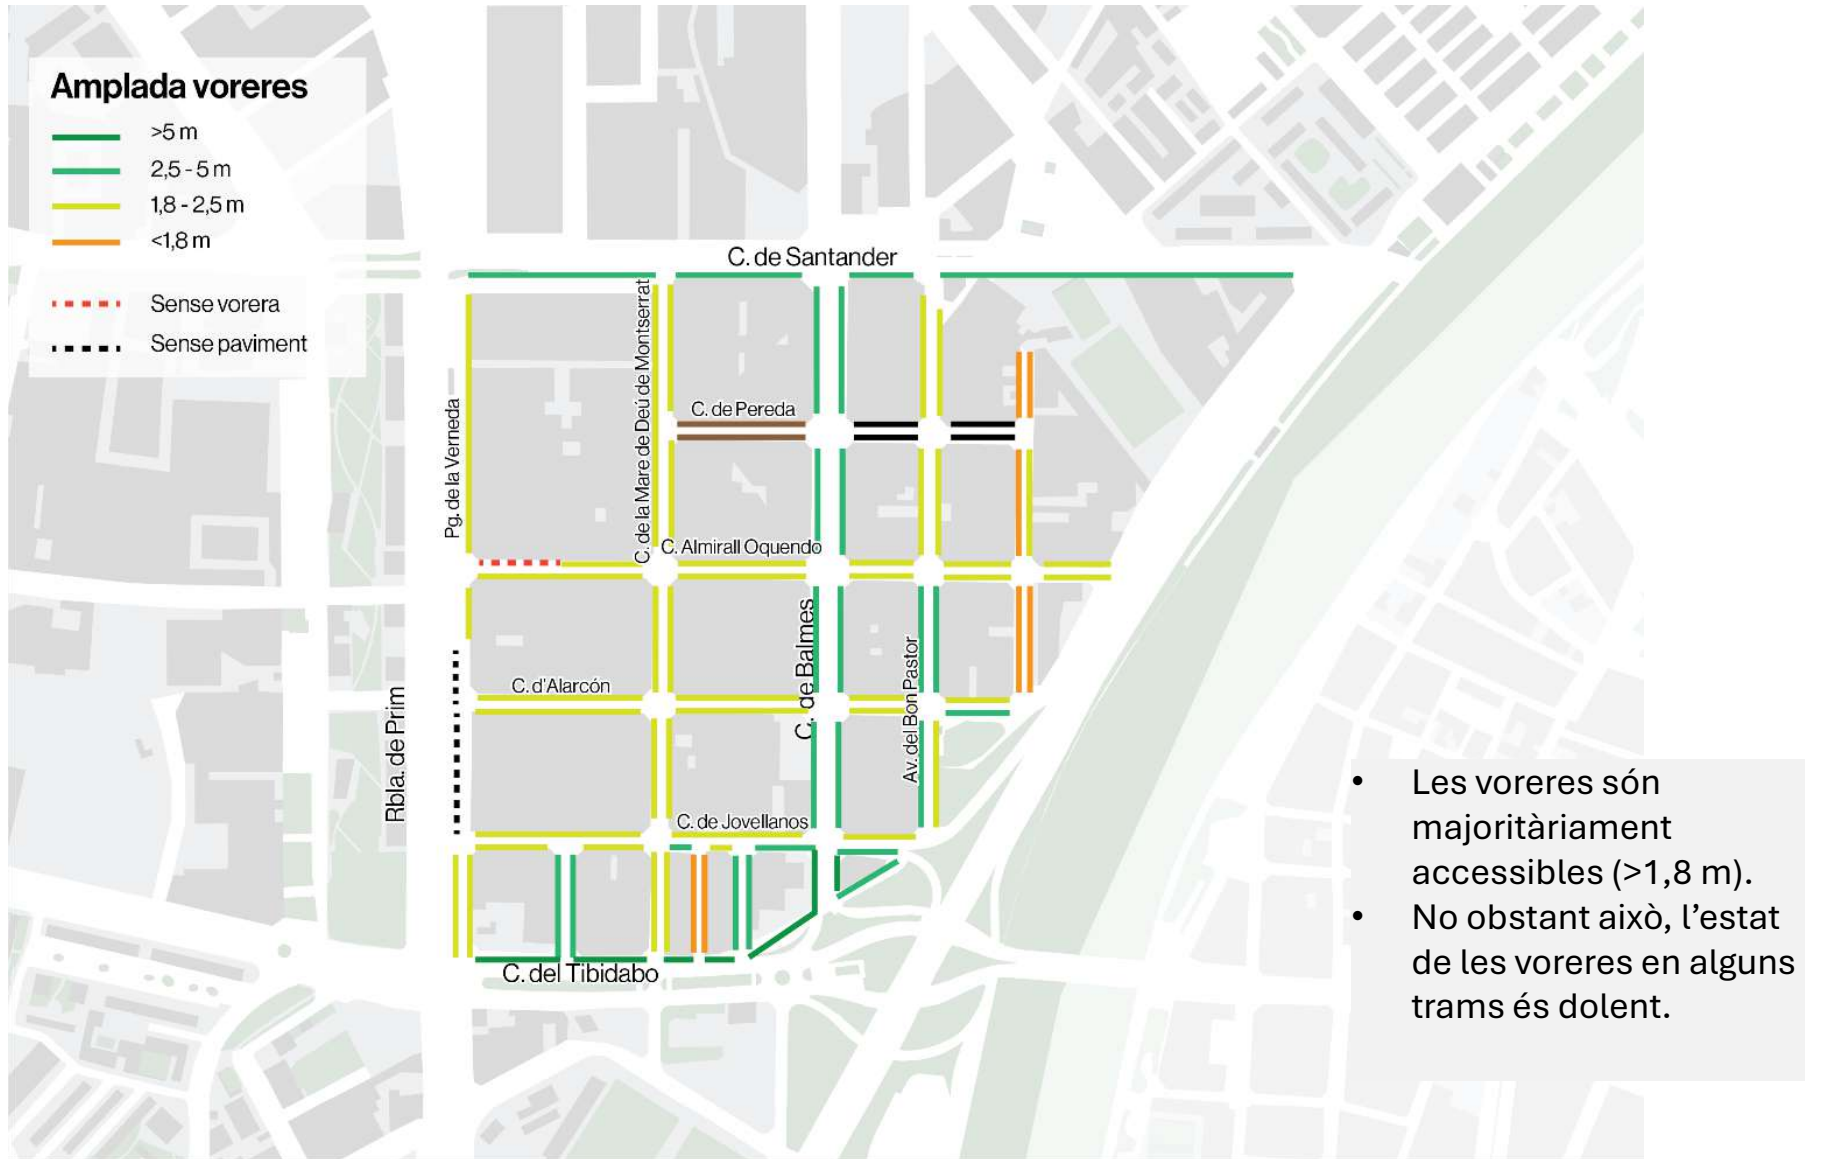 Amplada voreres
>5 m
2,5 - 5 m
1,8 - 2,5 m
<1,8 m
Sense vorera
Sense paviment
C. de Santander
C. de la Mare de Deú de Montserrat
C. de Pereda
Pg. de la Verneda
C. Almirall Oquendo
C. de Balmes
Av. del Bon Pastor
C. d'Alarcón
Rbla. de Prim
C. de Jovellanos
C. del Tibidabo
• Les voreres són
majoritàriament
accessibles (>1,8 m).
• No obstant això, l’estat
de les voreres en alguns
trams és dolent.